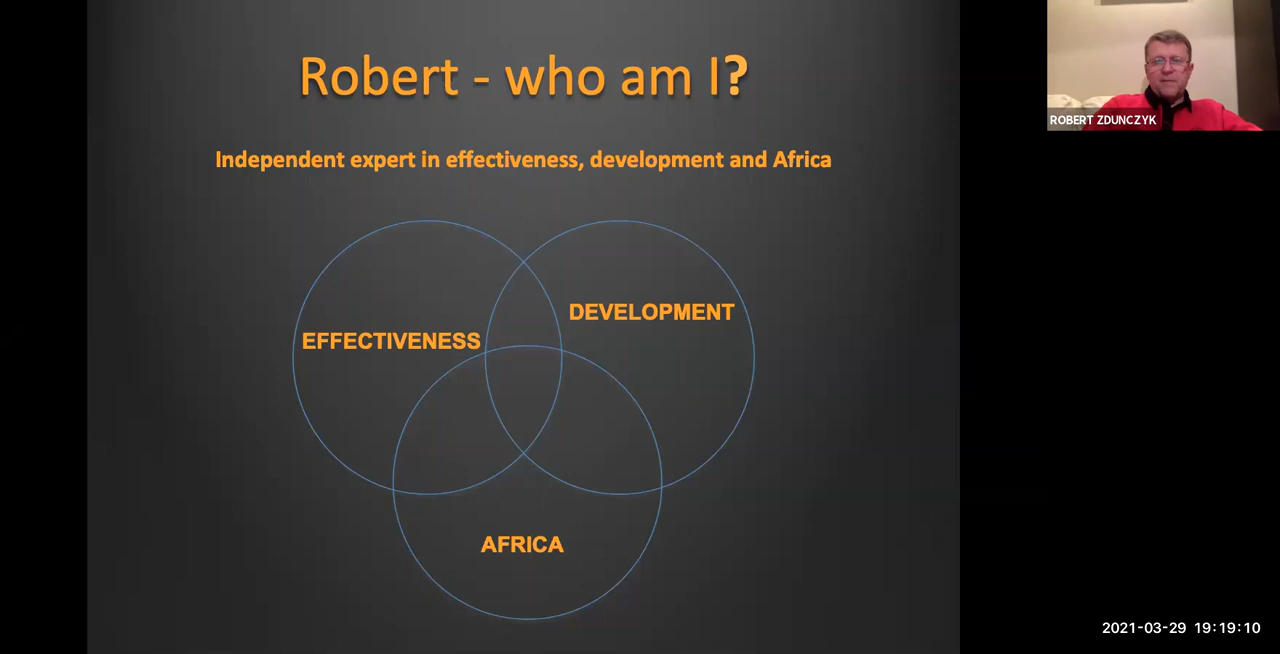 Robert - who am I?
ROBERT ZDUNCZYK
Independent expert in effectiveness, development and Africa
DEVELOPMENT
EFFECTIVENESS
AFRICA
2021-03-29 19:19:10